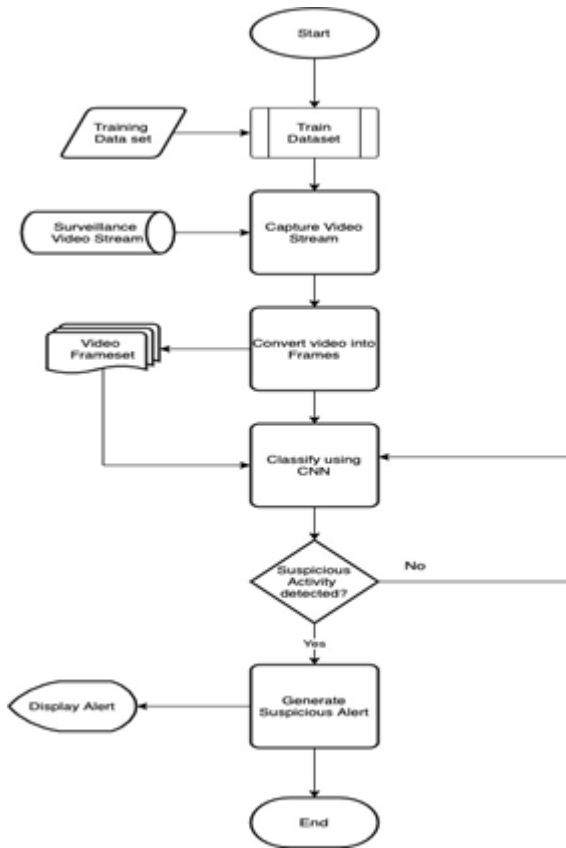 Start
Training
Data set
Train
Dataset
Surveillance
Video Stream
Capture Video
Stream
Video
Frameset
Convert video into
Frames
Classify using
CNN
Suspicious
Activity
detected?
No
Yes
Display Alert
Generate
Suspicious Alert
End